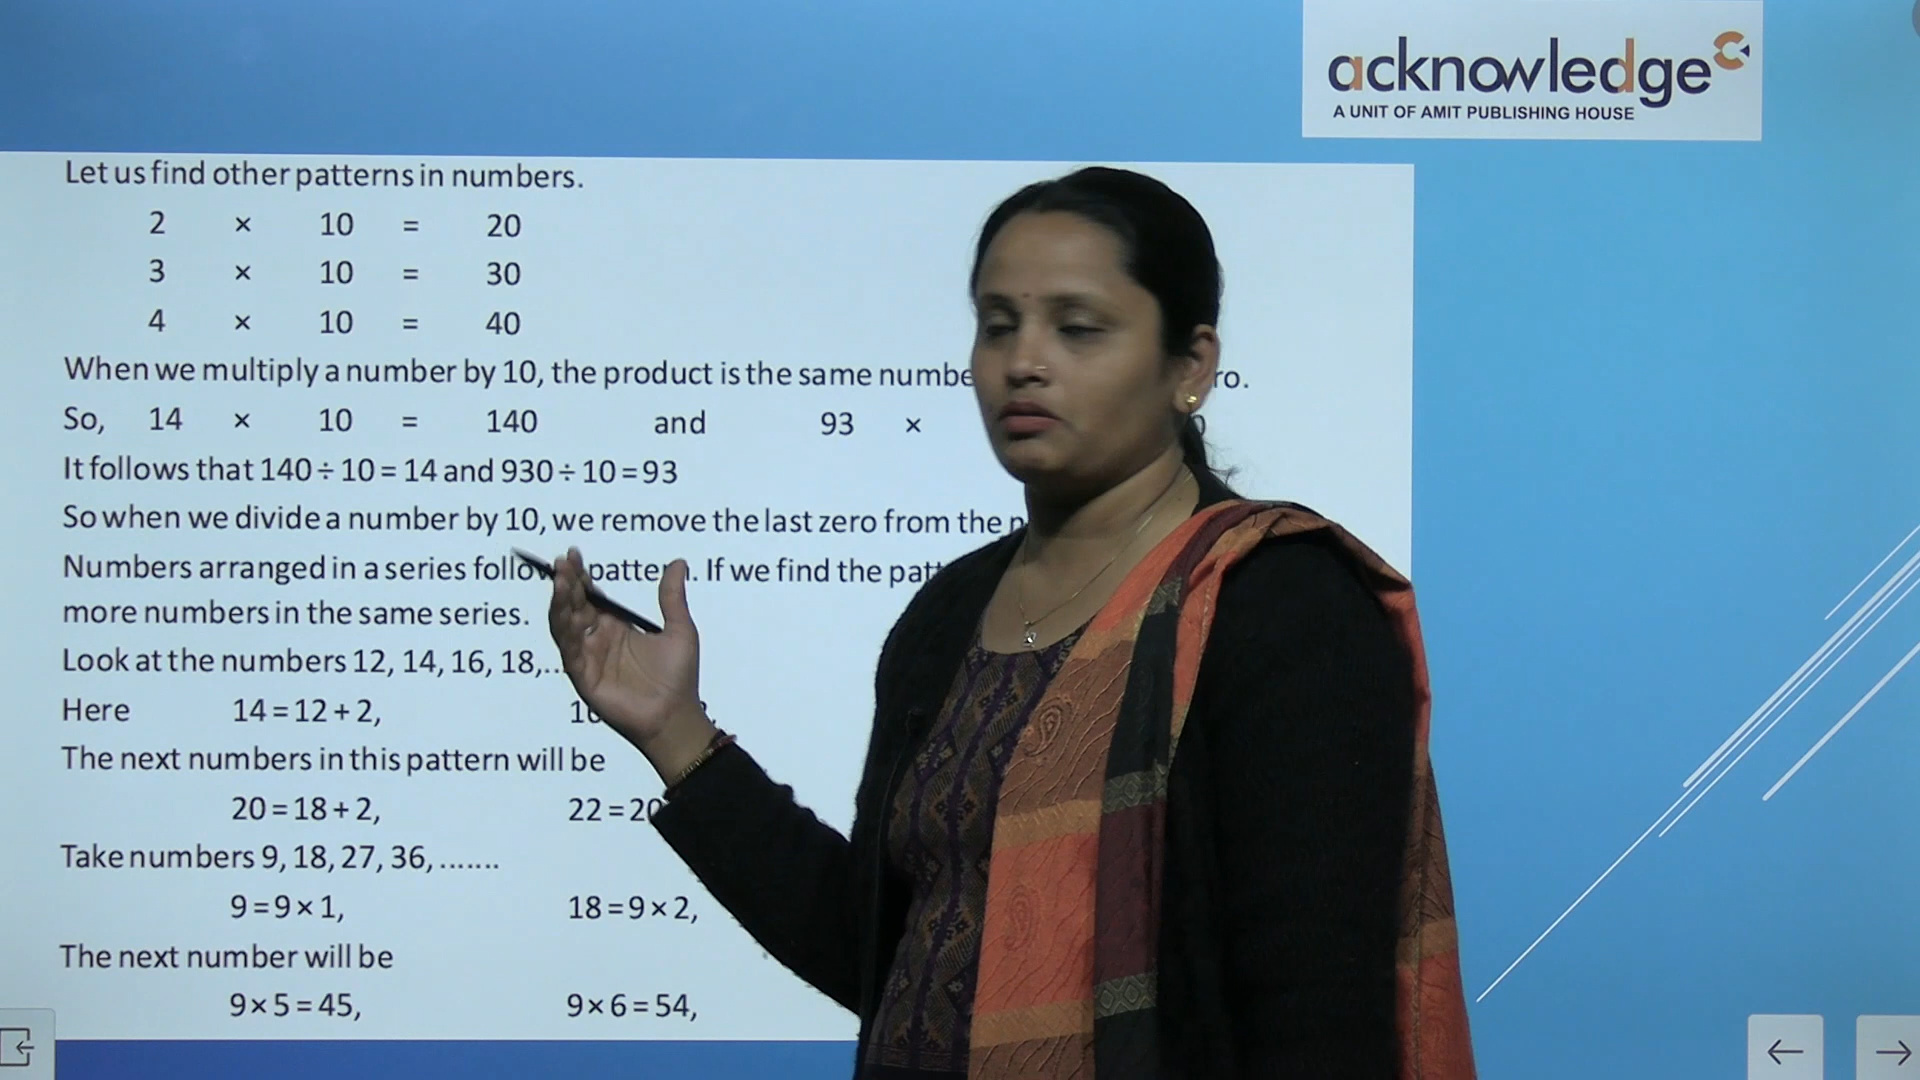 acknowledge
A UNIT OF AMIT PUBLISHING HOUSE
Let us find other patterns in numbers.
2 × 10 = 20
3 × 10 = 30
4 × 10 = 40
When we multiply a number by 10, the product is the same
So, 14 × 10 = 140 and 93 ×
It follows that 140 ÷ 10 = 14 and 930 ÷ 10 = 93
So when we divide a number by 10, we remove the last zero from the
Numbers arranged in a series . If we find the
more numbers in the same series.
Look at the numbers 12, 14, 16, 18,..
Here 14 = 12 + 2,
The next numbers in this pattern will be
20 = 18 + 2, 22 = 20
Take numbers 9, 18, 27, 36, .......
9 = 9 × 1, 18 = 9 × 2,
The next number will be
9 × 5 = 45, 9 × 6 = 54,